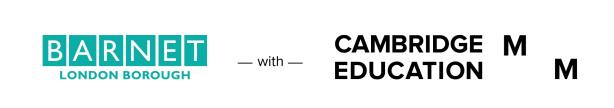 BARNET
LONDON BOROUGH
— with —
CAMBRIDGE
EDUCATION
M
M